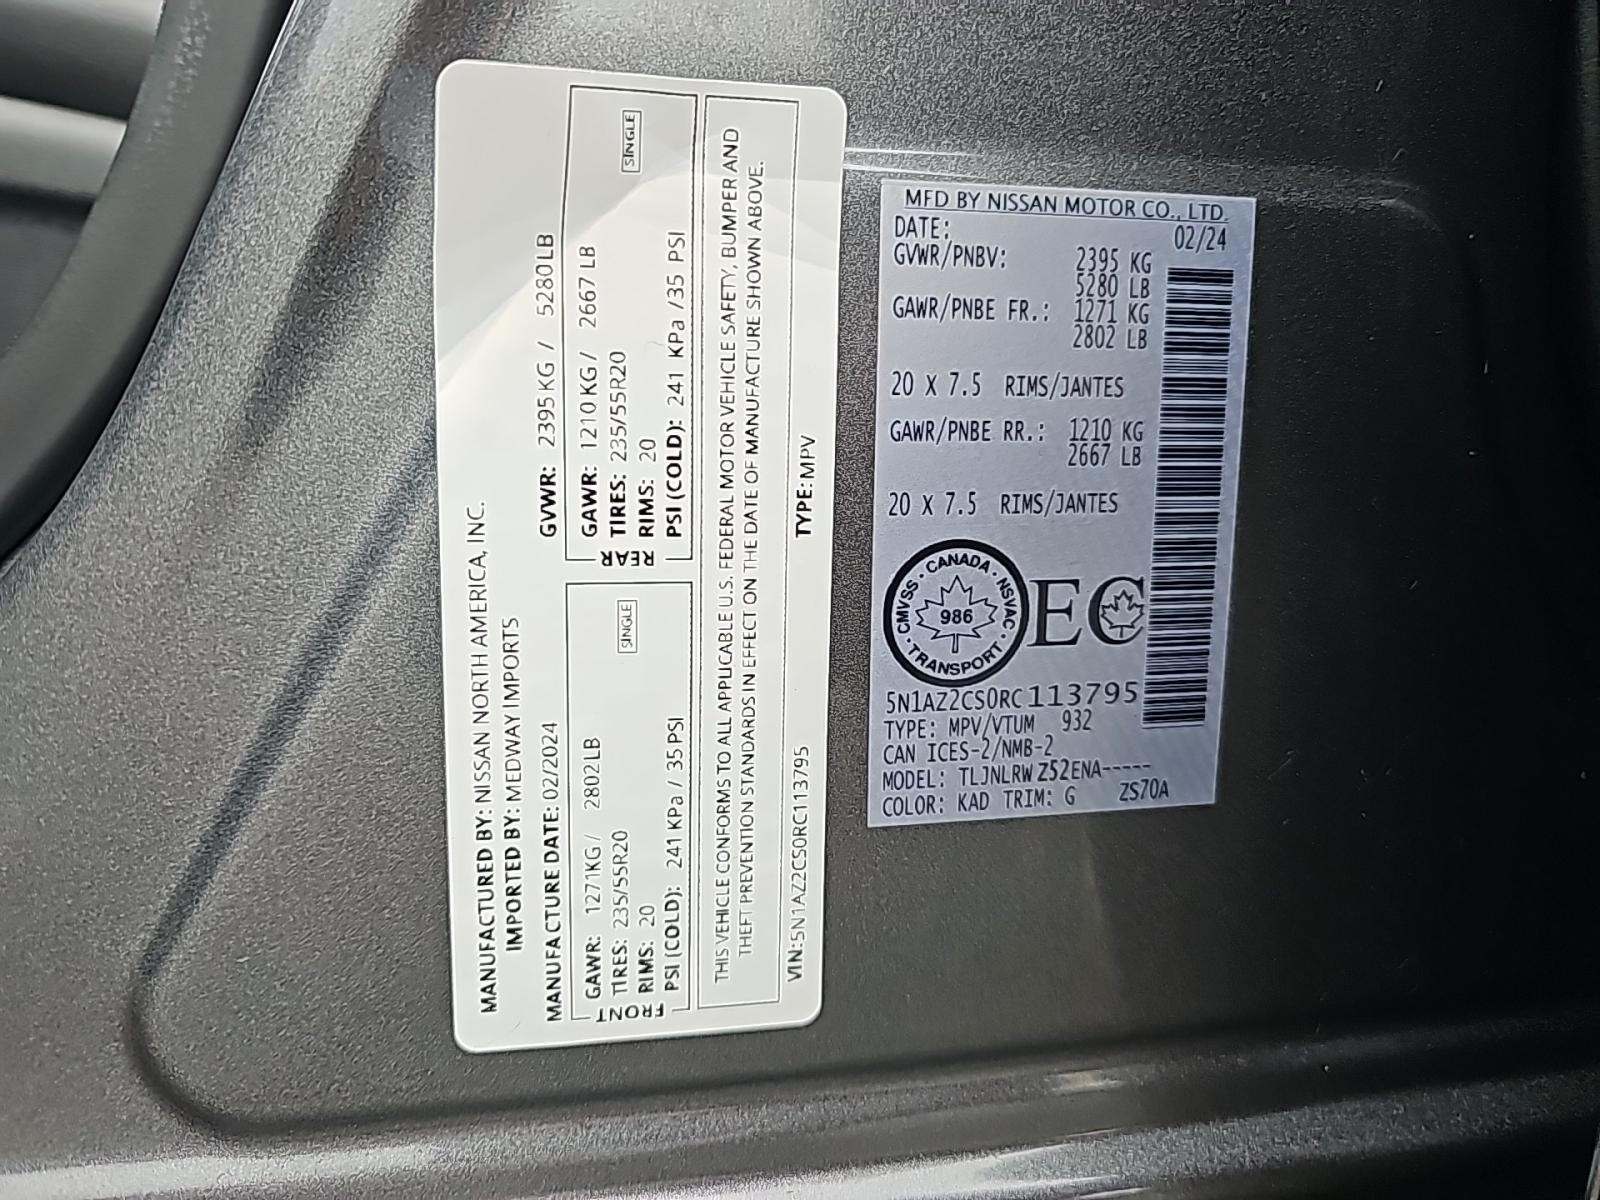 MANUFACTURED BY: NISSAN NORTH AMERICA, INC.
IMPORTED BY: MEDWAY IMPORTS
MANUFACTURE DATE: 02/2024
GVWR: 2395 KG / 5280 LB
FRONT
GAWR: 1271 KG / 2802 LB
TIRES: 235/55R20
RIMS: 20
SINGLE
PSI (COLD): 241 KPa / 35 PSI
REAR
GAWR: 1210 KG / 2667 LB
TIRES: 235/55R20
RIMS: 20
SINGLE
PSI (COLD): 241 KPa / 35 PSI
THIS VEHICLE CONFORMS TO ALL APPLICABLE U.S. FEDERAL MOTOR VEHICLE SAFETY, BUMPER AND
THEFT PREVENTION STANDARDS IN EFFECT ON THE DATE OF MANUFACTURE SHOWN ABOVE.
VIN: 5N1AZ2CS0RC113795 TYPE: MPV
MFD BY NISSAN MOTOR CO., LTD.
DATE: 02/24
GVWR/PNBV: 2395 KG
5280 LB
GAWR/PNBE FR.: 1271 KG
2802 LB
20 X 7.5 RIMS/JANTES
GAWR/PNBE RR.: 1210 KG
2667 LB
20 X 7.5 RIMS/JANTES
CMVSS · CANADA · NSVAC · TRANSPORT ·
986
EC
5N1AZ2CS0RC113795
TYPE: MPV/VTUM 932
CAN ICES-2/NMB-2
MODEL: TLJNLRW Z52ENA-----
COLOR: KAD TRIM: G ZS70A